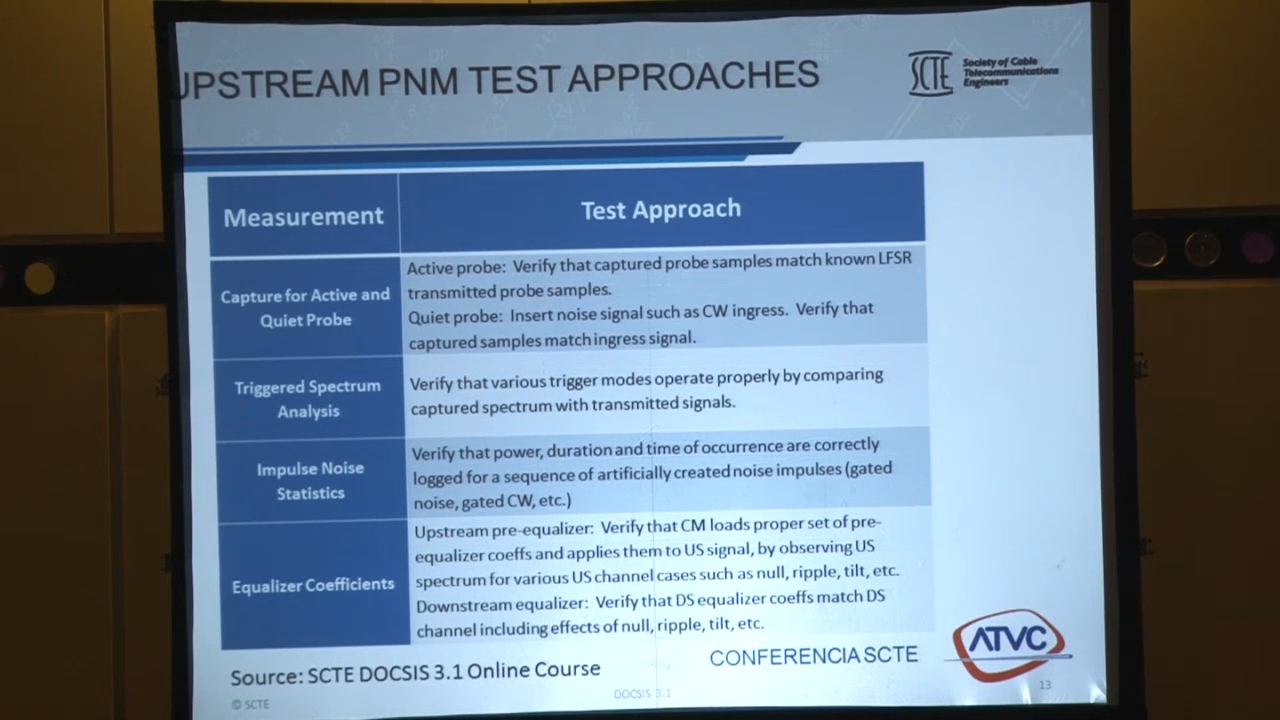 UPSTREAM PNM TEST APPROACHES
SCTE
Society of Cable
Telecommunications
Engineers
Measurement
Test Approach
Capture for Active and
Quiet Probe
Active probe: Verify that captured probe samples match known LFSR
transmitted probe samples.
Quiet probe: Insert noise signal such as CW ingress. Verify that
captured samples match ingress signal.
Triggered Spectrum
Analysis
Verify that various trigger modes operate properly by comparing
captured spectrum with transmitted signals.
Impulse Noise
Statistics
Verify that power, duration and time of occurrence are correctly
logged for a sequence of artificially created noise impulses (gated
noise, gated CW, etc.)
Equalizer Coefficients
Upstream pre-equalizer: Verify that CM loads proper set of pre-
equalizer coeffs and applies them to US signal, by observing US
spectrum for various US channel cases such as null, ripple, tilt, etc.
Downstream equalizer: Verify that DS equalizer coeffs match DS
channel including effects of null, ripple, tilt, etc.
Source: SCTE DOCSIS 3.1 Online Course
CONFERENCIA SCTE
ATVC
© SCTE
DOCSIS 3.1
13